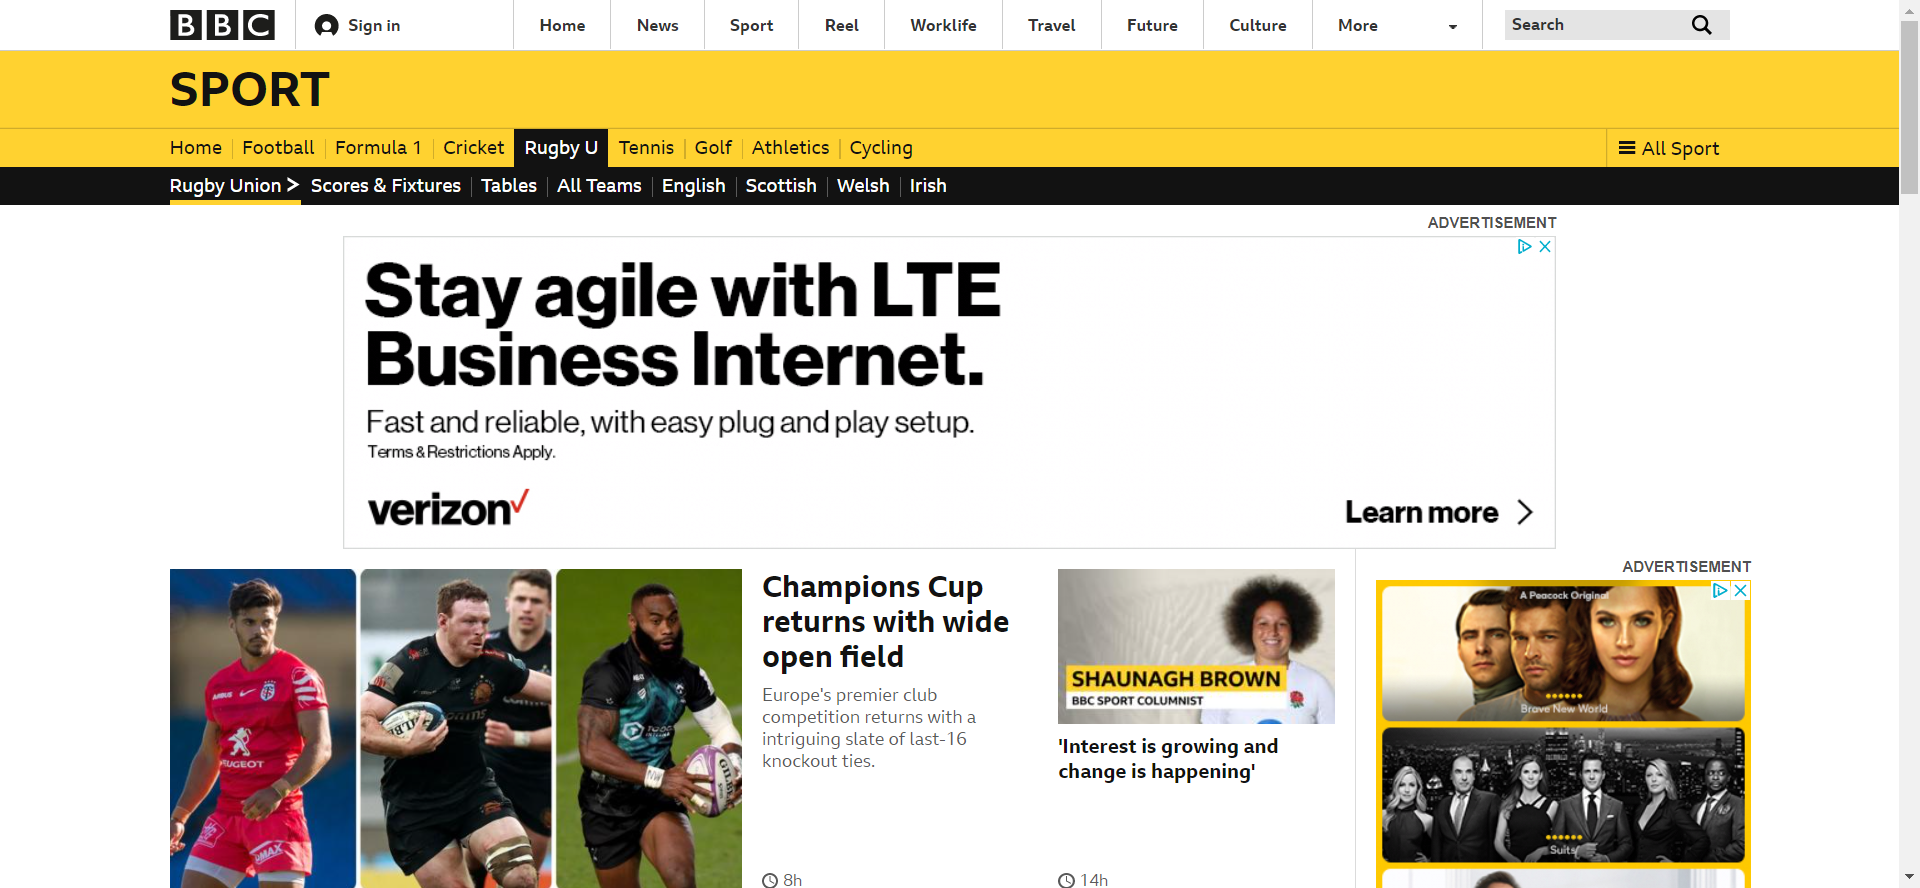 BBC Sign in Home News Sport Reel Worklife Travel Future Culture More Search
SPORT
Home Football Formula 1 Cricket Rugby U Tennis Golf Athletics Cycling All Sport
Rugby Union > Scores & Fixtures Tables All Teams English Scottish Welsh Irish
ADVERTISEMENT
Stay agile with LTE
Business Internet.
Fast and reliable, with easy plug and play setup.
Terms & Restrictions Apply.
verizon
Learn more
AIRBUS
PEUGEOT
Champions Cup
returns with wide
open field
Europe's premier club
competition returns with a
intriguing slate of last-16
knockout ties.
8h
SHAUNAGH BROWN
BBC SPORT COLUMNIST
'Interest is growing and
change is happening'
14h
ADVERTISEMENT
A Peacock Original
Brave New World
Suits